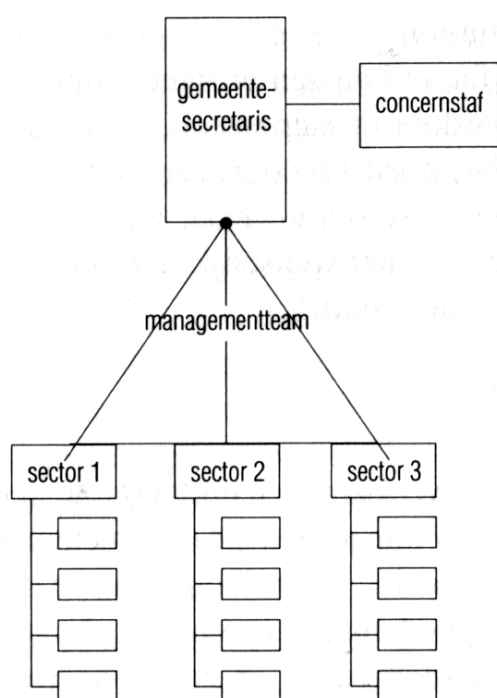 gemeente-
secretaris
concernstaf
managementteam
sector 1
sector 2
sector 3